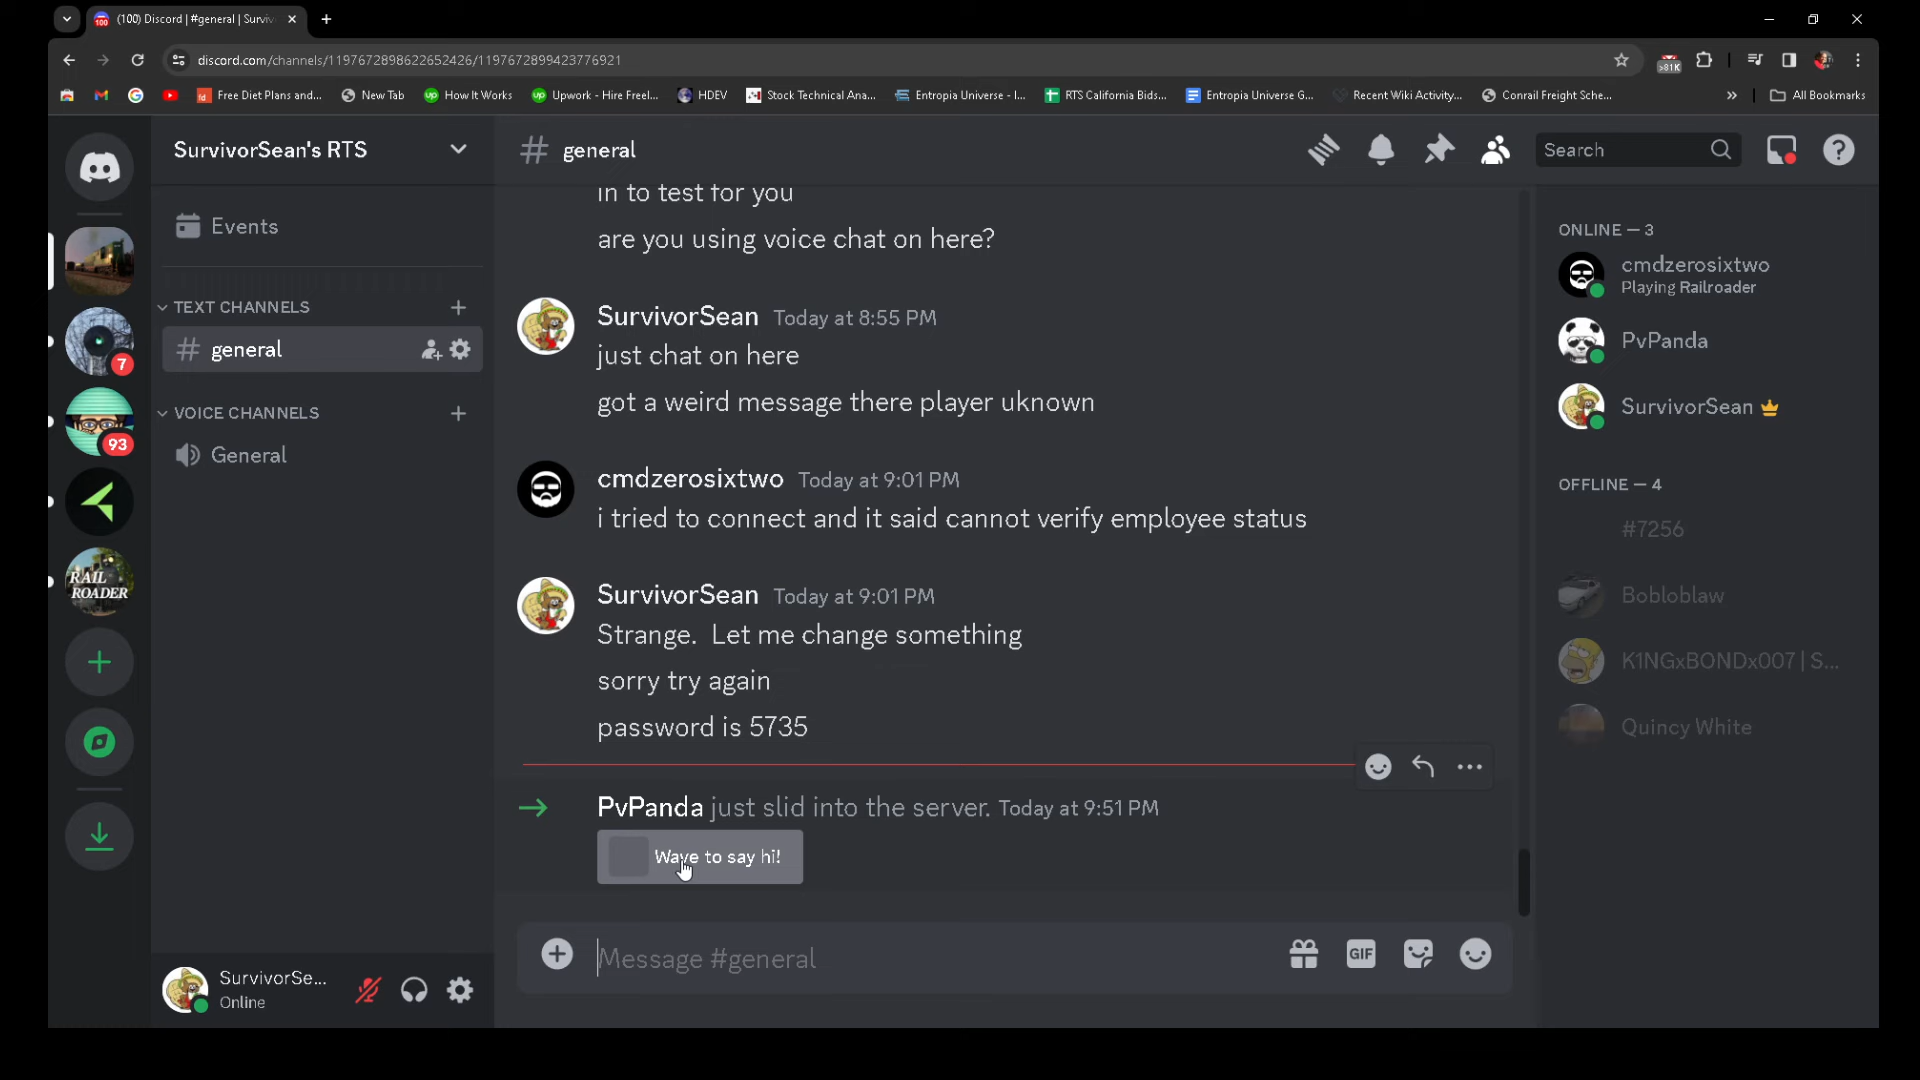 (100) Discord | #general | Surviv
100
discord.com/channels/1197672898622652426/1197672899423776921
>81K
Free Diet Plans and...
New Tab
How It Works
Upwork - Hire Freel...
HDEV
Stock Technical Ana...
Entropia Universe - I...
RTS California Bids...
Entropia Universe G...
Recent Wiki Activity...
Conrail Freight Sche...
»
All Bookmarks
SurvivorSean's RTS
Events
TEXT CHANNELS
general
VOICE CHANNELS
General
7
93
RAIL
ROADER
SurvivorSe...
Online
general
Search
in to test for you
are you using voice chat on here?
SurvivorSean Today at 8:55 PM
just chat on here
got a weird message there player uknown
cmdzerosixtwo Today at 9:01 PM
i tried to connect and it said cannot verify employee status
SurvivorSean Today at 9:01 PM
Strange. Let me change something
sorry try again
password is 5735
PvPanda just slid into the server. Today at 9:51 PM
Wave to say hi!
Message #general
GIF
ONLINE — 3
cmdzerosixtwo
Playing Railroader
PvPanda
SurvivorSean
OFFLINE — 4
#7256
Bobloblaw
K1NGxBONDx007 | S...
Quincy White